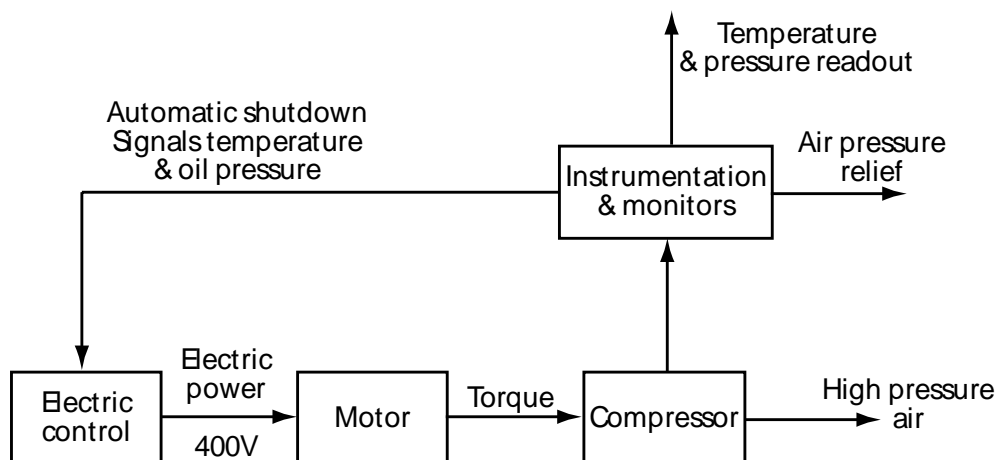 Temperature
& pressure readout
Automatic shutdown
Signals temperature
& oil pressure
Air pressure
relief
Instrumentation
& monitors
Electric
control
Electric
power
400V
Motor
Torque
Compressor
High pressure
air